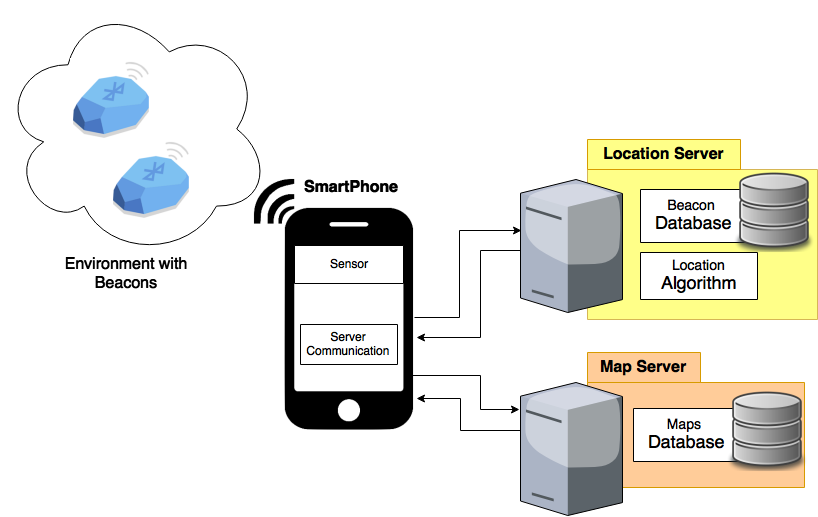 Environment with
Beacons
SmartPhone
Sensor
Server
Communication
Location Server
Beacon
Database
Location
Algorithm
Map Server
Maps
Database